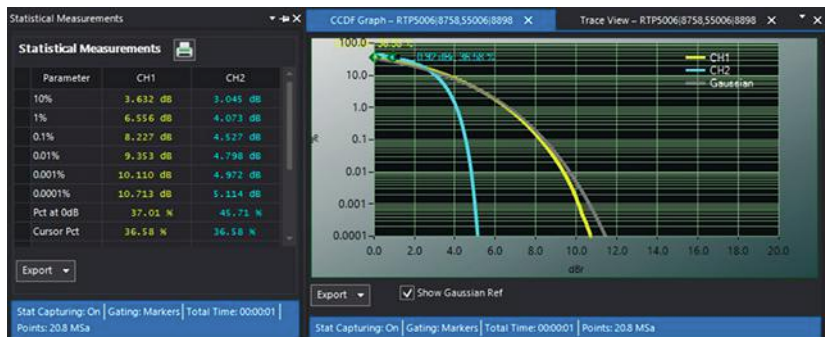 Statistical Measurements
Statistical Measurements
Parameter CH1 CH2
10% 3.632 dB 3.045 dB
1% 6.556 dB 4.073 dB
0.1% 8.227 dB 4.527 dB
0.01% 9.353 dB 4.798 dB
0.001% 10.110 dB 4.972 dB
0.0001% 10.713 dB 5.114 dB
Pct at 0dB 37.01 % 45.71 %
Cursor Pct 36.58 % 36.58 %
Export
Stat Capturing: On Gating: Markers Total Time: 00:00:01
Points: 20.8 MSa
CCDF Graph – RTP5006|8758,55006|8898 X
Trace View – RTP5006|8758,55006|8898 X
100.0
10.0
1.0
0.1
0.01
0.001
0.0001
%
36.58 %
0.92 dBr, 36.58 %
CH1
CH2
Gaussian
0.0 2.0 4.0 6.0 8.0 10.0 12.0 14.0 16.0 18.0 20.0
dBr
Export
Show Gaussian Ref
Stat Capturing: On Gating: Markers Total Time: 00:00:01 Points: 20.8 MSa